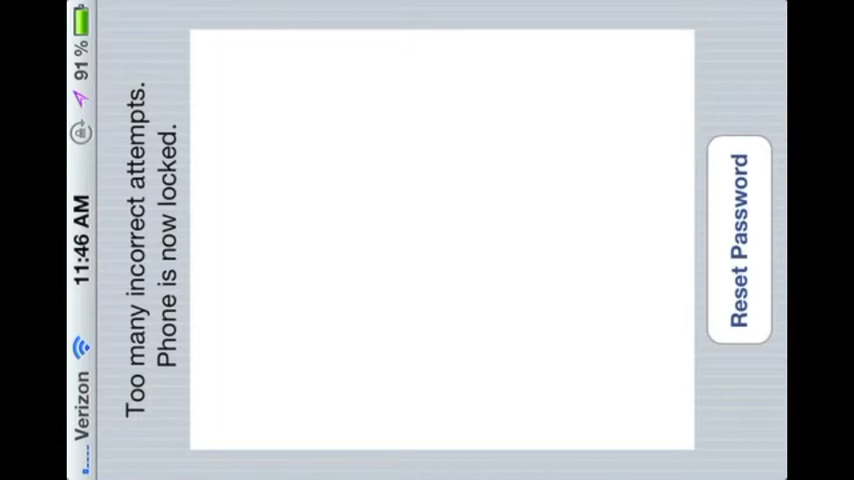 Verizon 11:46 AM 91 %
Too many incorrect attempts.
Phone is now locked.
Reset Password